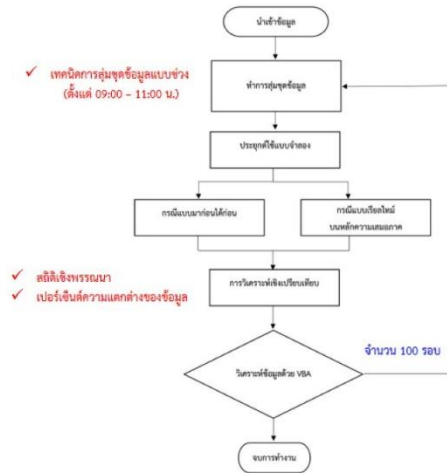 นำเข้าข้อมูล
✓ เทคนิคการสุ่มชุดข้อมูลแบบช่วง
(ตั้งแต่ 09:00 – 11:00 น.)
ทำการสุ่มชุดข้อมูล
ประยุกต์ใช้แบบจำลอง
กรณีแบบมาก่อนได้ก่อน
กรณีแบบเรียลไทม์
บนหลักความเสมอภาค
✓ สถิติเชิงพรรณนา
✓ เปอร์เซ็นต์ความแตกต่างของข้อมูล
การวิเคราะห์เชิงเปรียบเทียบ
จำนวน 100 รอบ
วิเคราะห์ข้อมูลด้วย VBA
จบการทำงาน